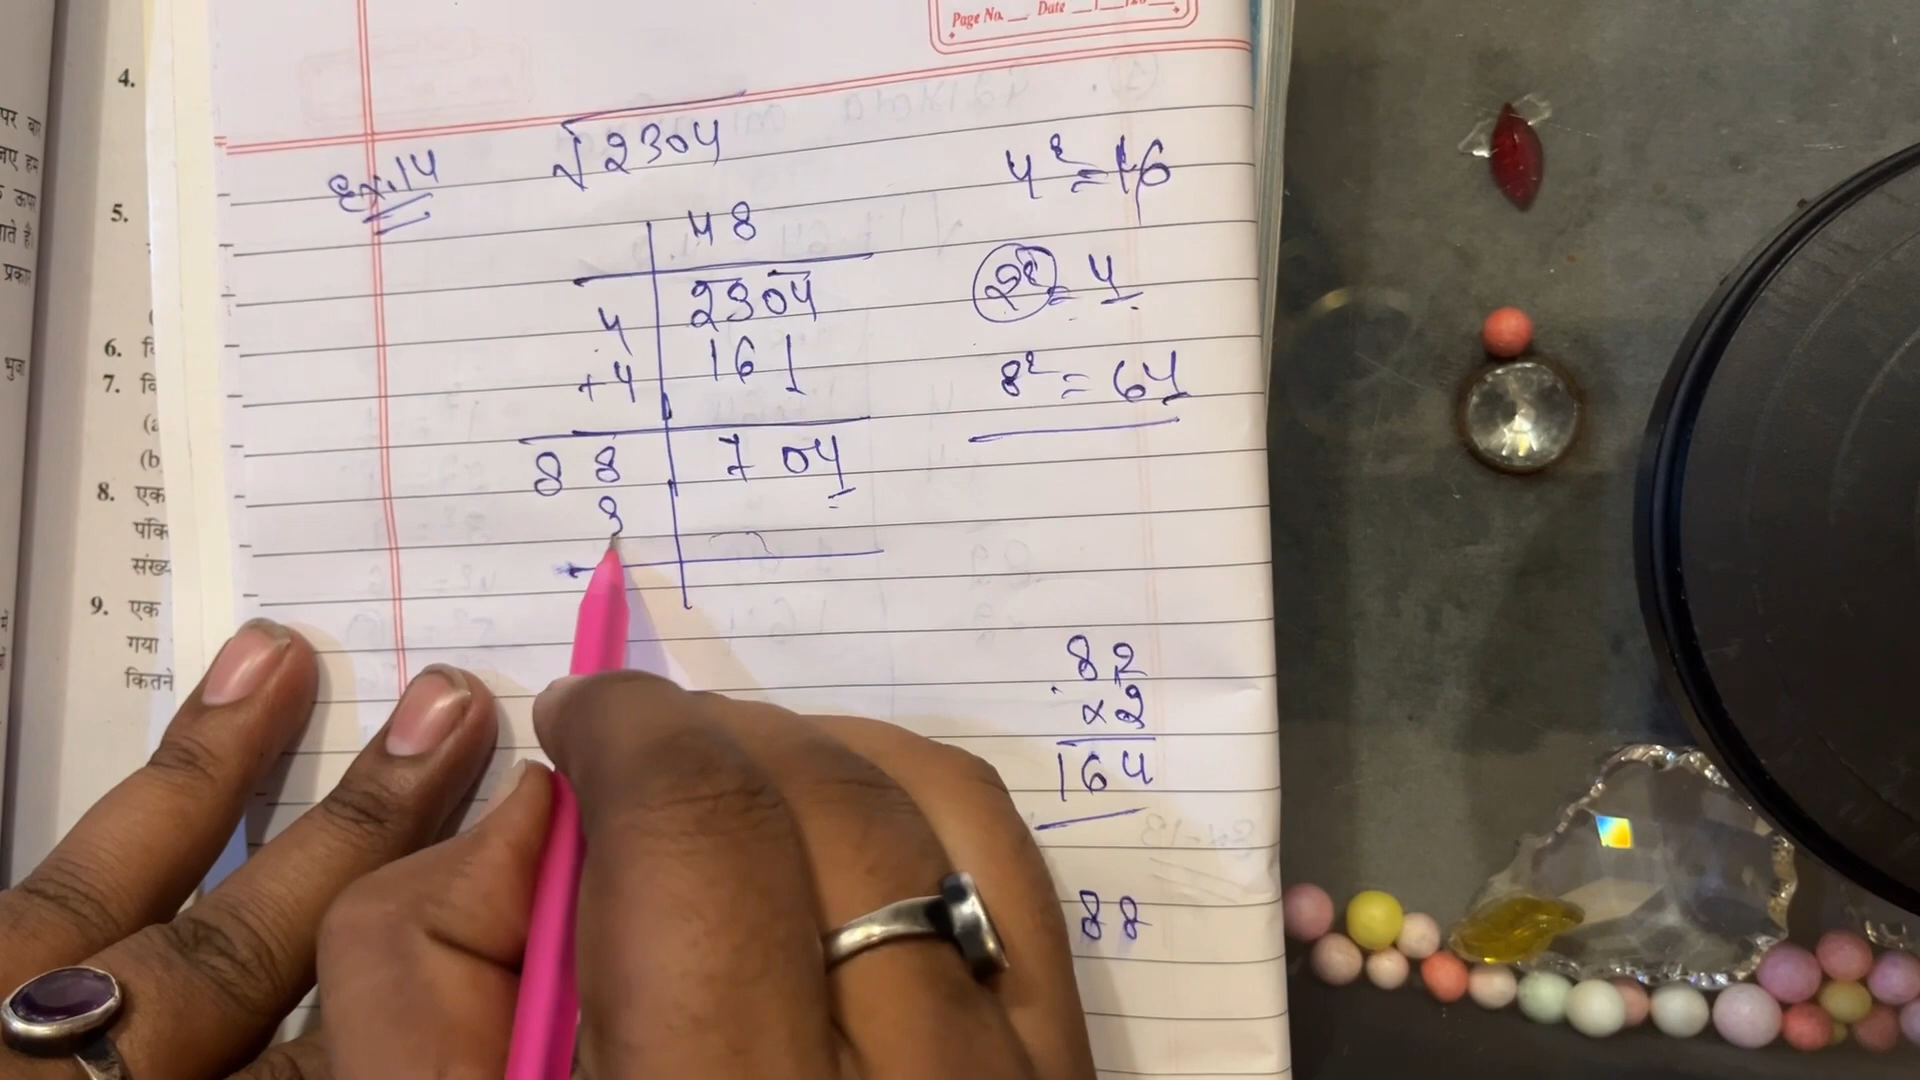 Page No. Date
Ex.14 √2304
4² = 16
48
4 2304
2² = 4
+4 16
8² = 64
88 704
8
82
×2
164
88
4.
5.
6.
7.
(a
(b
8. एक
9. एक
गया
कितने